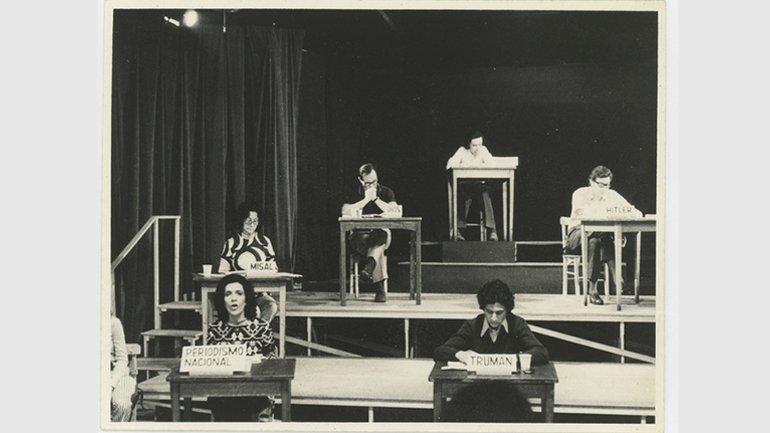 HITLER
MISAL
PERIODISMO
NACIONAL
TRUMAN